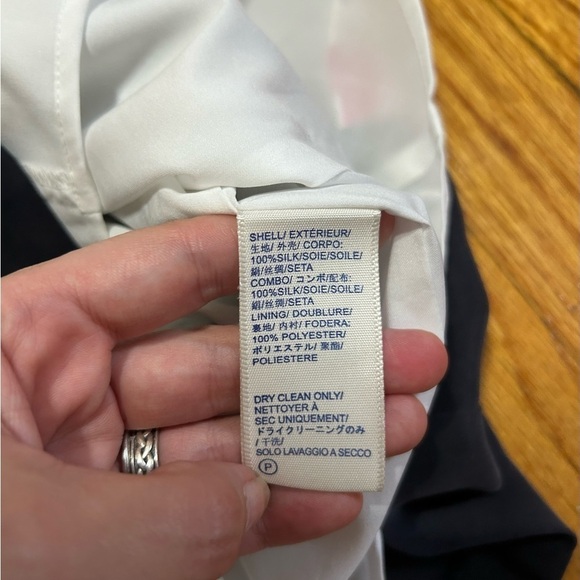 SHELL/ EXTÉRIEUR/
生地/ 外壳/ CORPO:
100%SILK/SOIE/SOILE/
絹/丝绸/SETA
COMBO/ コンボ/配布:
100%SILK/SOIE/SOILE/
絹/丝绸/SETA
LINING/ DOUBLURE/
裏地/ 内衬/ FODERA:
100% POLYESTER/
ポリエステル/ 聚酯/
POLIESTERE
DRY CLEAN ONLY/
NETTOYER À
SEC UNIQUEMENT/
ドライクリーニングのみ
/干洗/
SOLO LAVAGGIO A SECCO
P